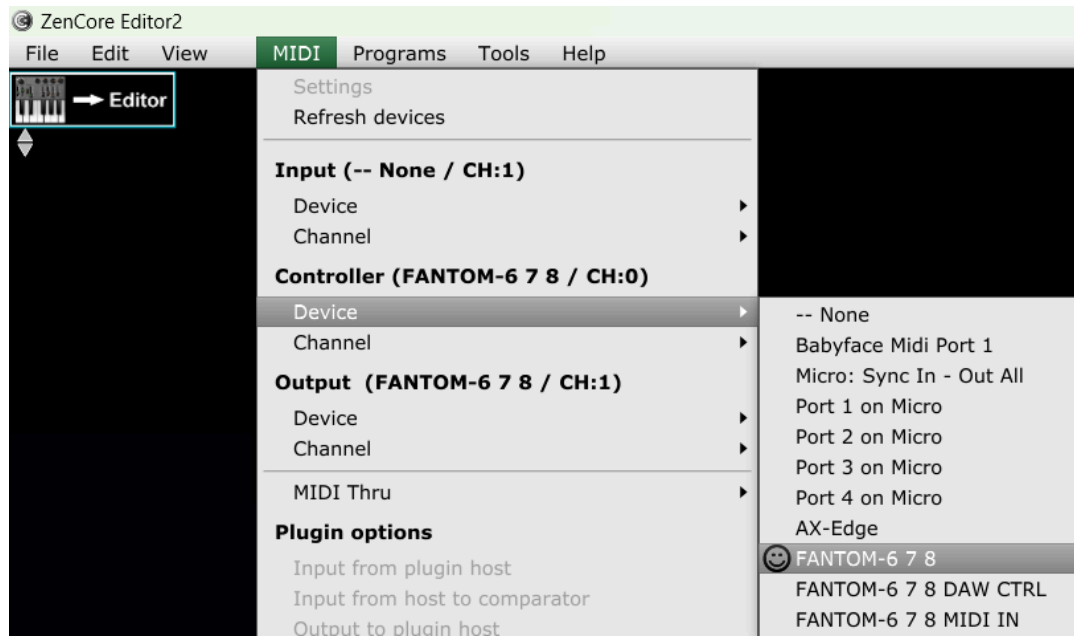 ZenCore Editor2
File Edit View MIDI Programs Tools Help
Editor
Settings
Refresh devices
Input (-- None / CH:1)
Device
Channel
Controller (FANTOM-6 7 8 / CH:0)
Device
Channel
Output (FANTOM-6 7 8 / CH:1)
Device
Channel
MIDI Thru
Plugin options
Input from plugin host
Input from host to comparator
Output to plugin host
-- None
Babyface Midi Port 1
Micro: Sync In - Out All
Port 1 on Micro
Port 2 on Micro
Port 3 on Micro
Port 4 on Micro
AX-Edge
FANTOM-6 7 8
FANTOM-6 7 8 DAW CTRL
FANTOM-6 7 8 MIDI IN